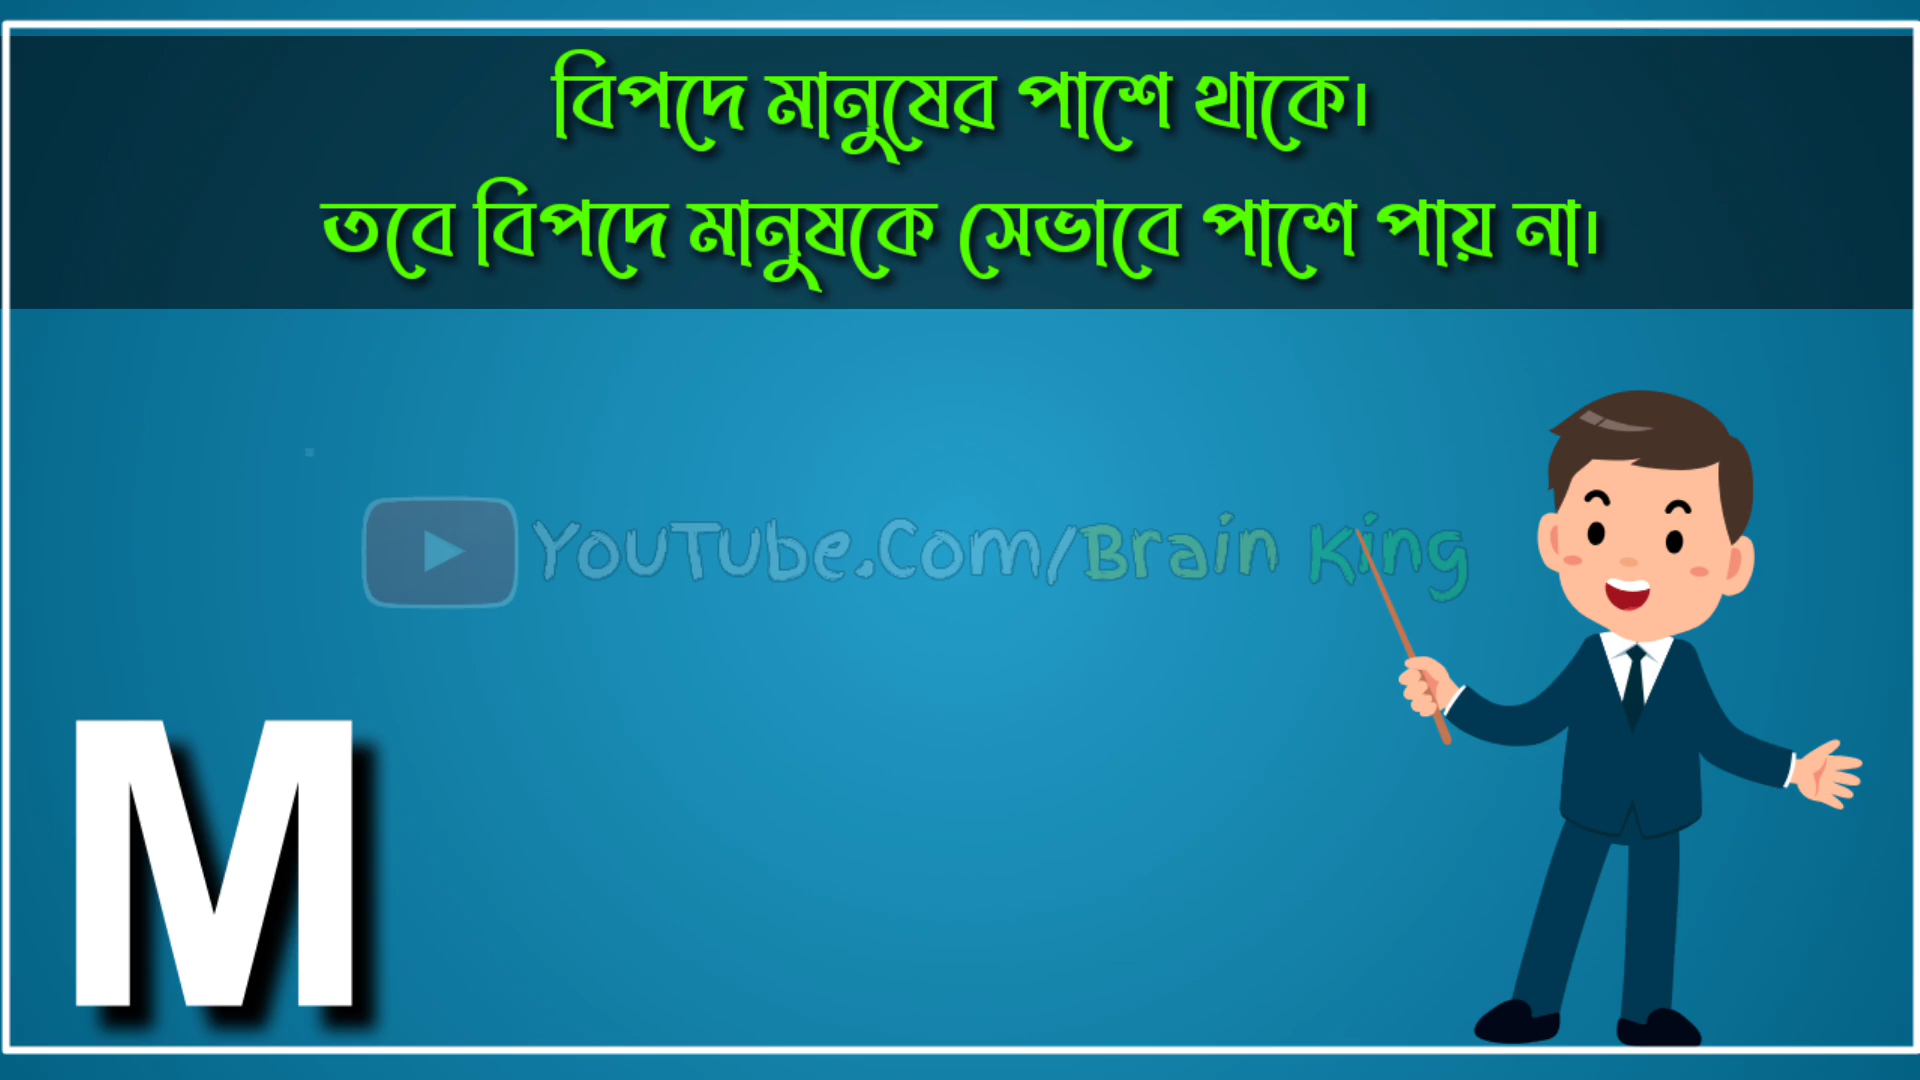 বিপদে মানুষের পাশে থাকে।
তবে বিপদে মানুষকে সেভাবে পাশে পায় না।
YouTube.Com/Brain King
M